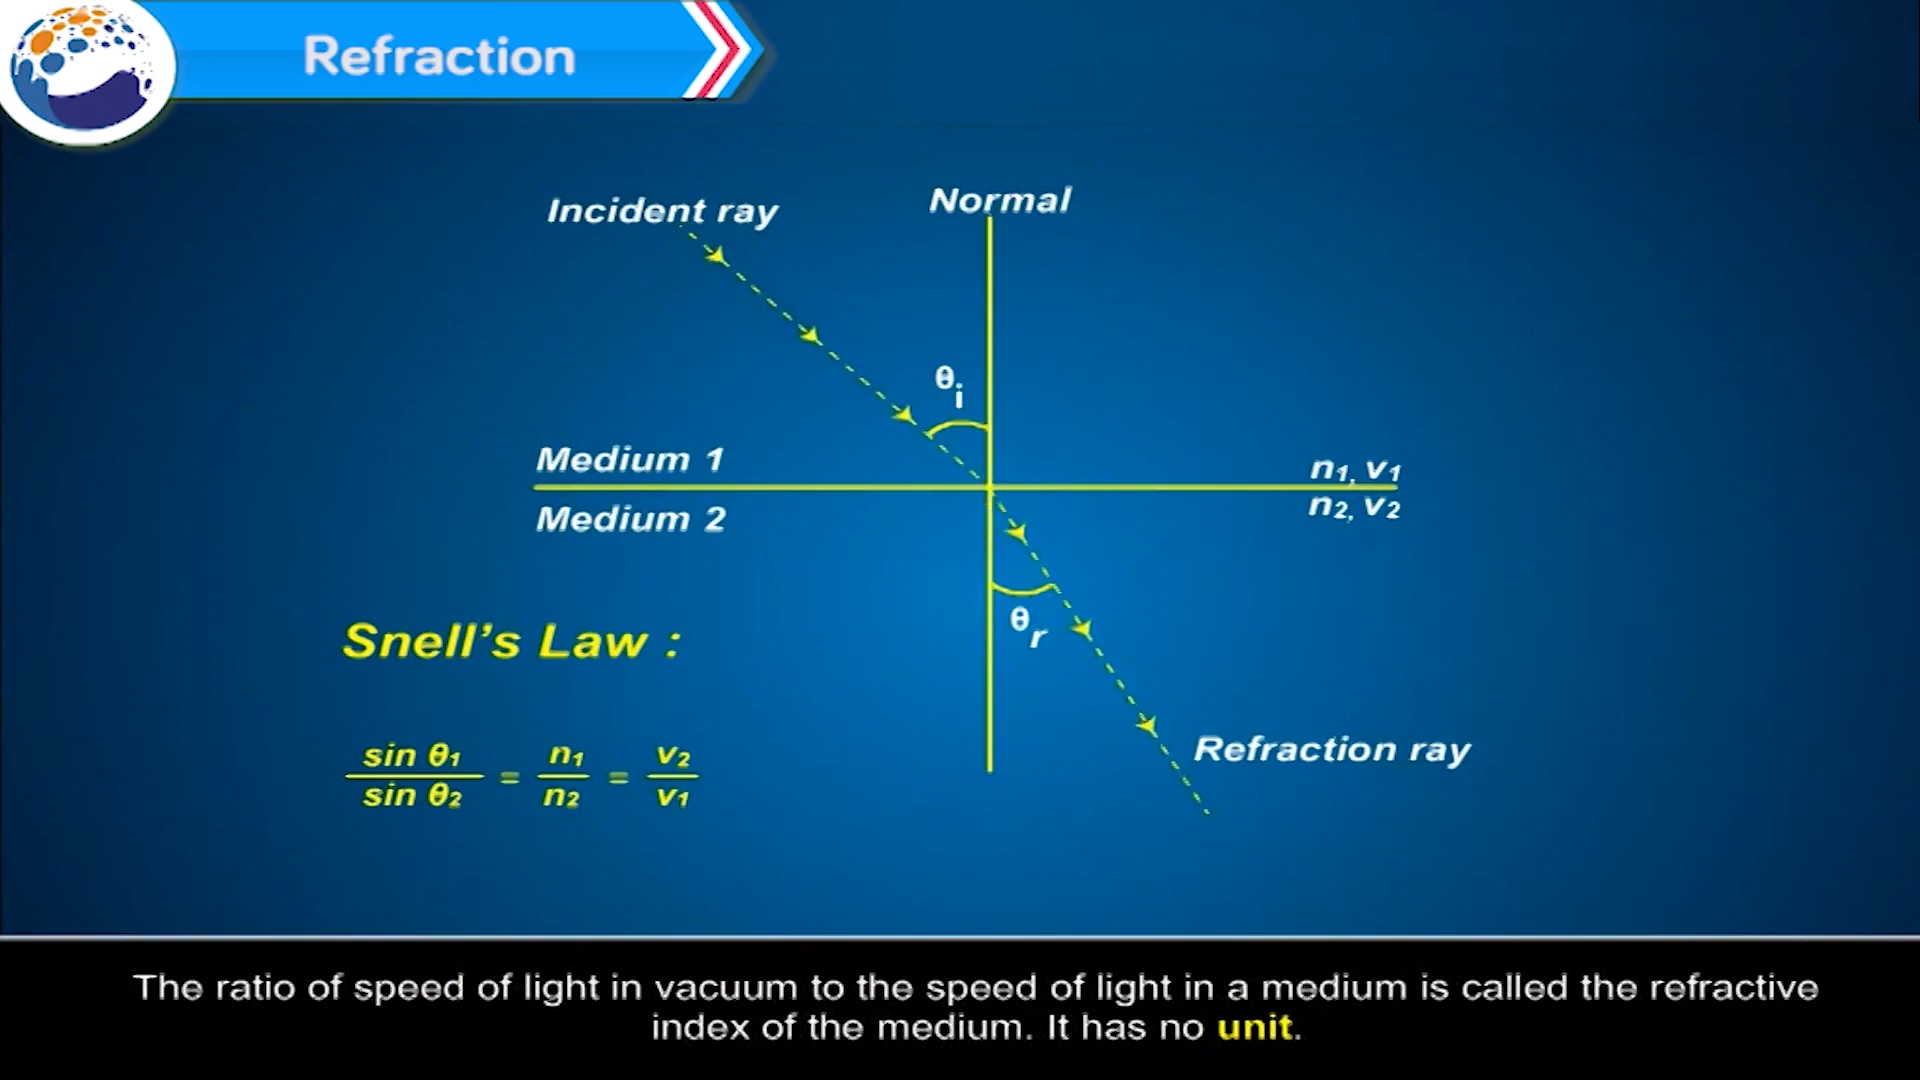 Refraction
Incident ray
Normal
θi
Medium 1
n₁, v₁
Medium 2
n₂, v₂
θr
Snell’s Law :
sin θ₁ / sin θ₂ = n₁ / n₂ = v₂ / v₁
Refraction ray
The ratio of speed of light in vacuum to the speed of light in a medium is called the refractive
index of the medium. It has no unit.